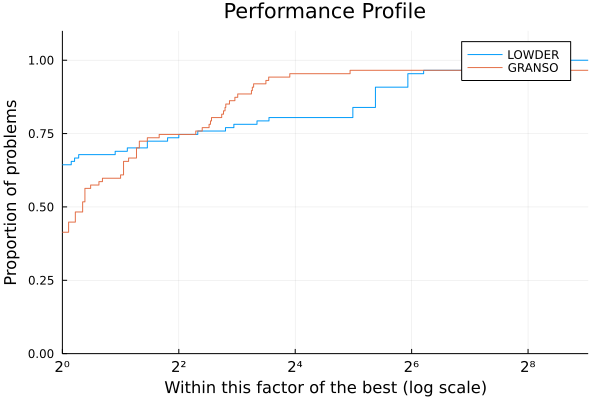 Performance Profile
LOWDER
GRANSO
1.00
0.75
0.50
0.25
0.00
Proportion of problems
2⁰ 2² 2⁴ 2⁶ 2⁸
Within this factor of the best (log scale)